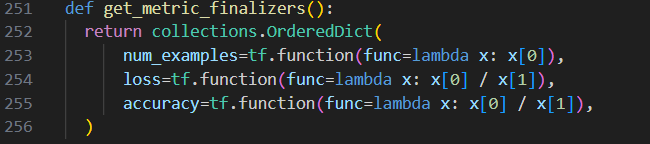 251 def get_metric_finalizers():
252   return collections.OrderedDict(
253       num_examples=tf.function(func=lambda x: x[0]),
254       loss=tf.function(func=lambda x: x[0] / x[1]),
255       accuracy=tf.function(func=lambda x: x[0] / x[1]),
256   )